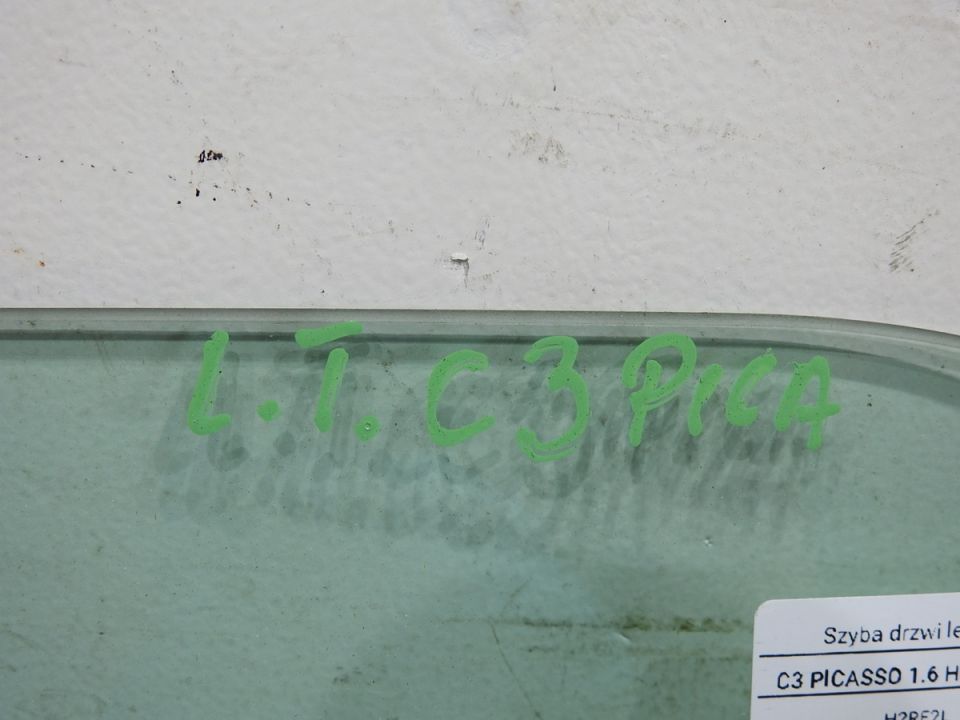 L.T. C3 PICA
Szyba drzwi le
C3 PICASSO 1.6 H